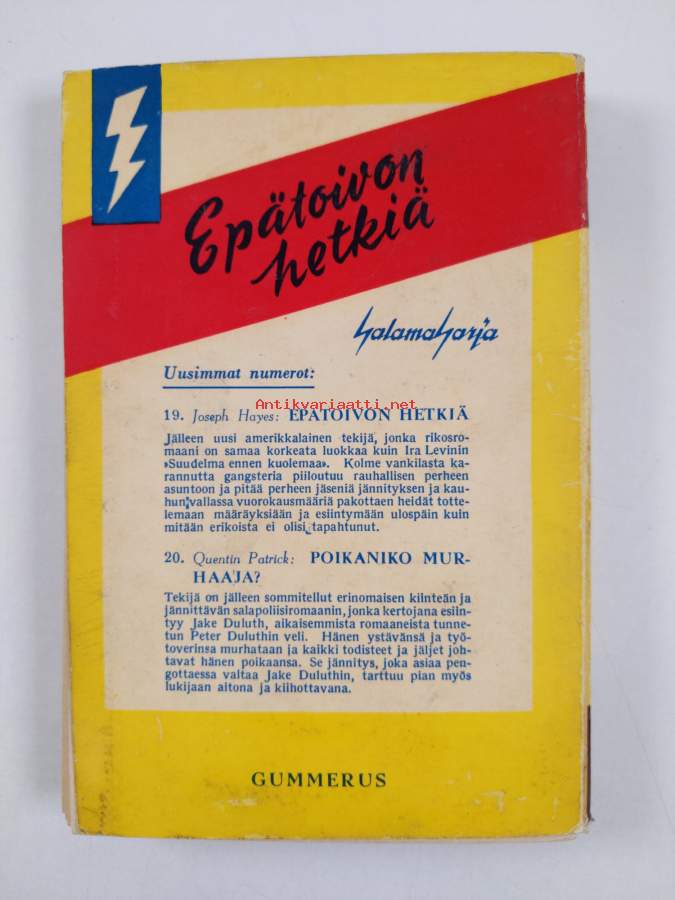 Epätoivon
hetkiä
Salamasarja
Uusimmat numerot:
Antikvariaatti.net
19. Joseph Hayes: EPÄTOIVON HETKIÄ
Jälleen uusi amerikkalainen tekijä, jonka rikosro-
maani on samaa korkeata luokkaa kuin Ira Levinin
»Suudelma ennen kuolemaa». Kolme vankilasta ka-
rannutta gangsteria piiloutuu rauhallisen perheen
asuntoon ja pitää perheen jäseniä jännityksen ja kau-
hun vallassa vuorokausmääriä pakottaen heidät totte-
lemaan määräyksiään ja esiintymään ulospäin kuin
mitään erikoista ei olisi tapahtunut.
20. Quentin Patrick: POIKANIKO MUR-
HAAJA?
Tekijä on jälleen sommitellut erinomaisen kiinteän ja
jännittävän salapoliisiromaanin, jonka kertojana esiin-
tyy Jake Duluth, aikaisemmista romaaneista tunne-
tun Peter Duluthin veli. Hänen ystävänsä ja työ-
toverinsa murhataan ja kaikki todisteet ja jäljet joh-
tavat hänen poikaansa. Se jännitys, joka asiaa pen-
gottaessa valtaa Jake Duluthin, tarttuu pian myös
lukijaan aitona ja kiihottavana.
GUMMERUS